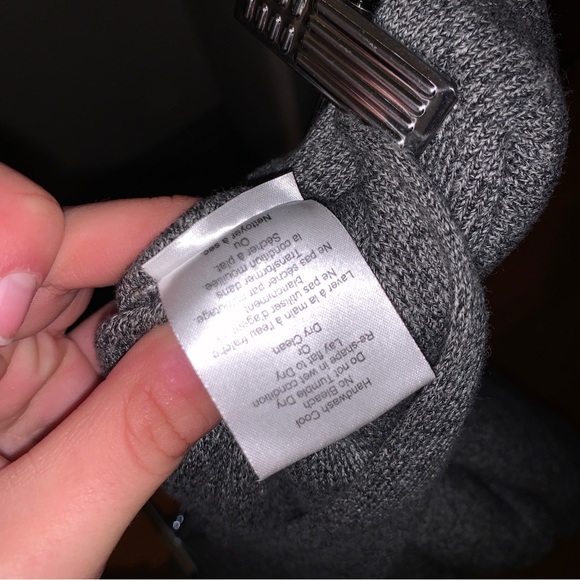 Handwash Cool
No Bleach
Do not Tumble Dry
Re-shape in wet condition
Lay flat to Dry
Or
Dry Clean
Laver à la main à l'eau fraîche
Ne pas utiliser d'agent
blanchiment
Ne pas sécher par
Transformer dans
la condition mouillée
Sécher à plat
Ou
Nettoyer à sec